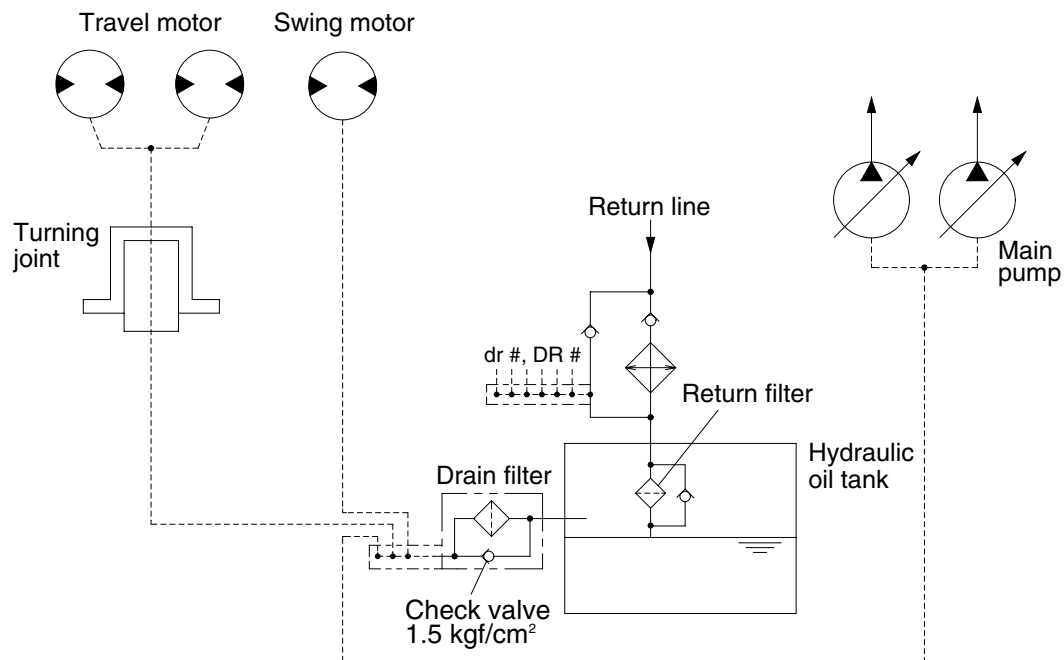 Travel motor
Swing motor
Turning
joint
Return line
Main
pump
dr #, DR #
Return filter
Hydraulic
oil tank
Drain filter
Check valve
1.5 kgf/cm²